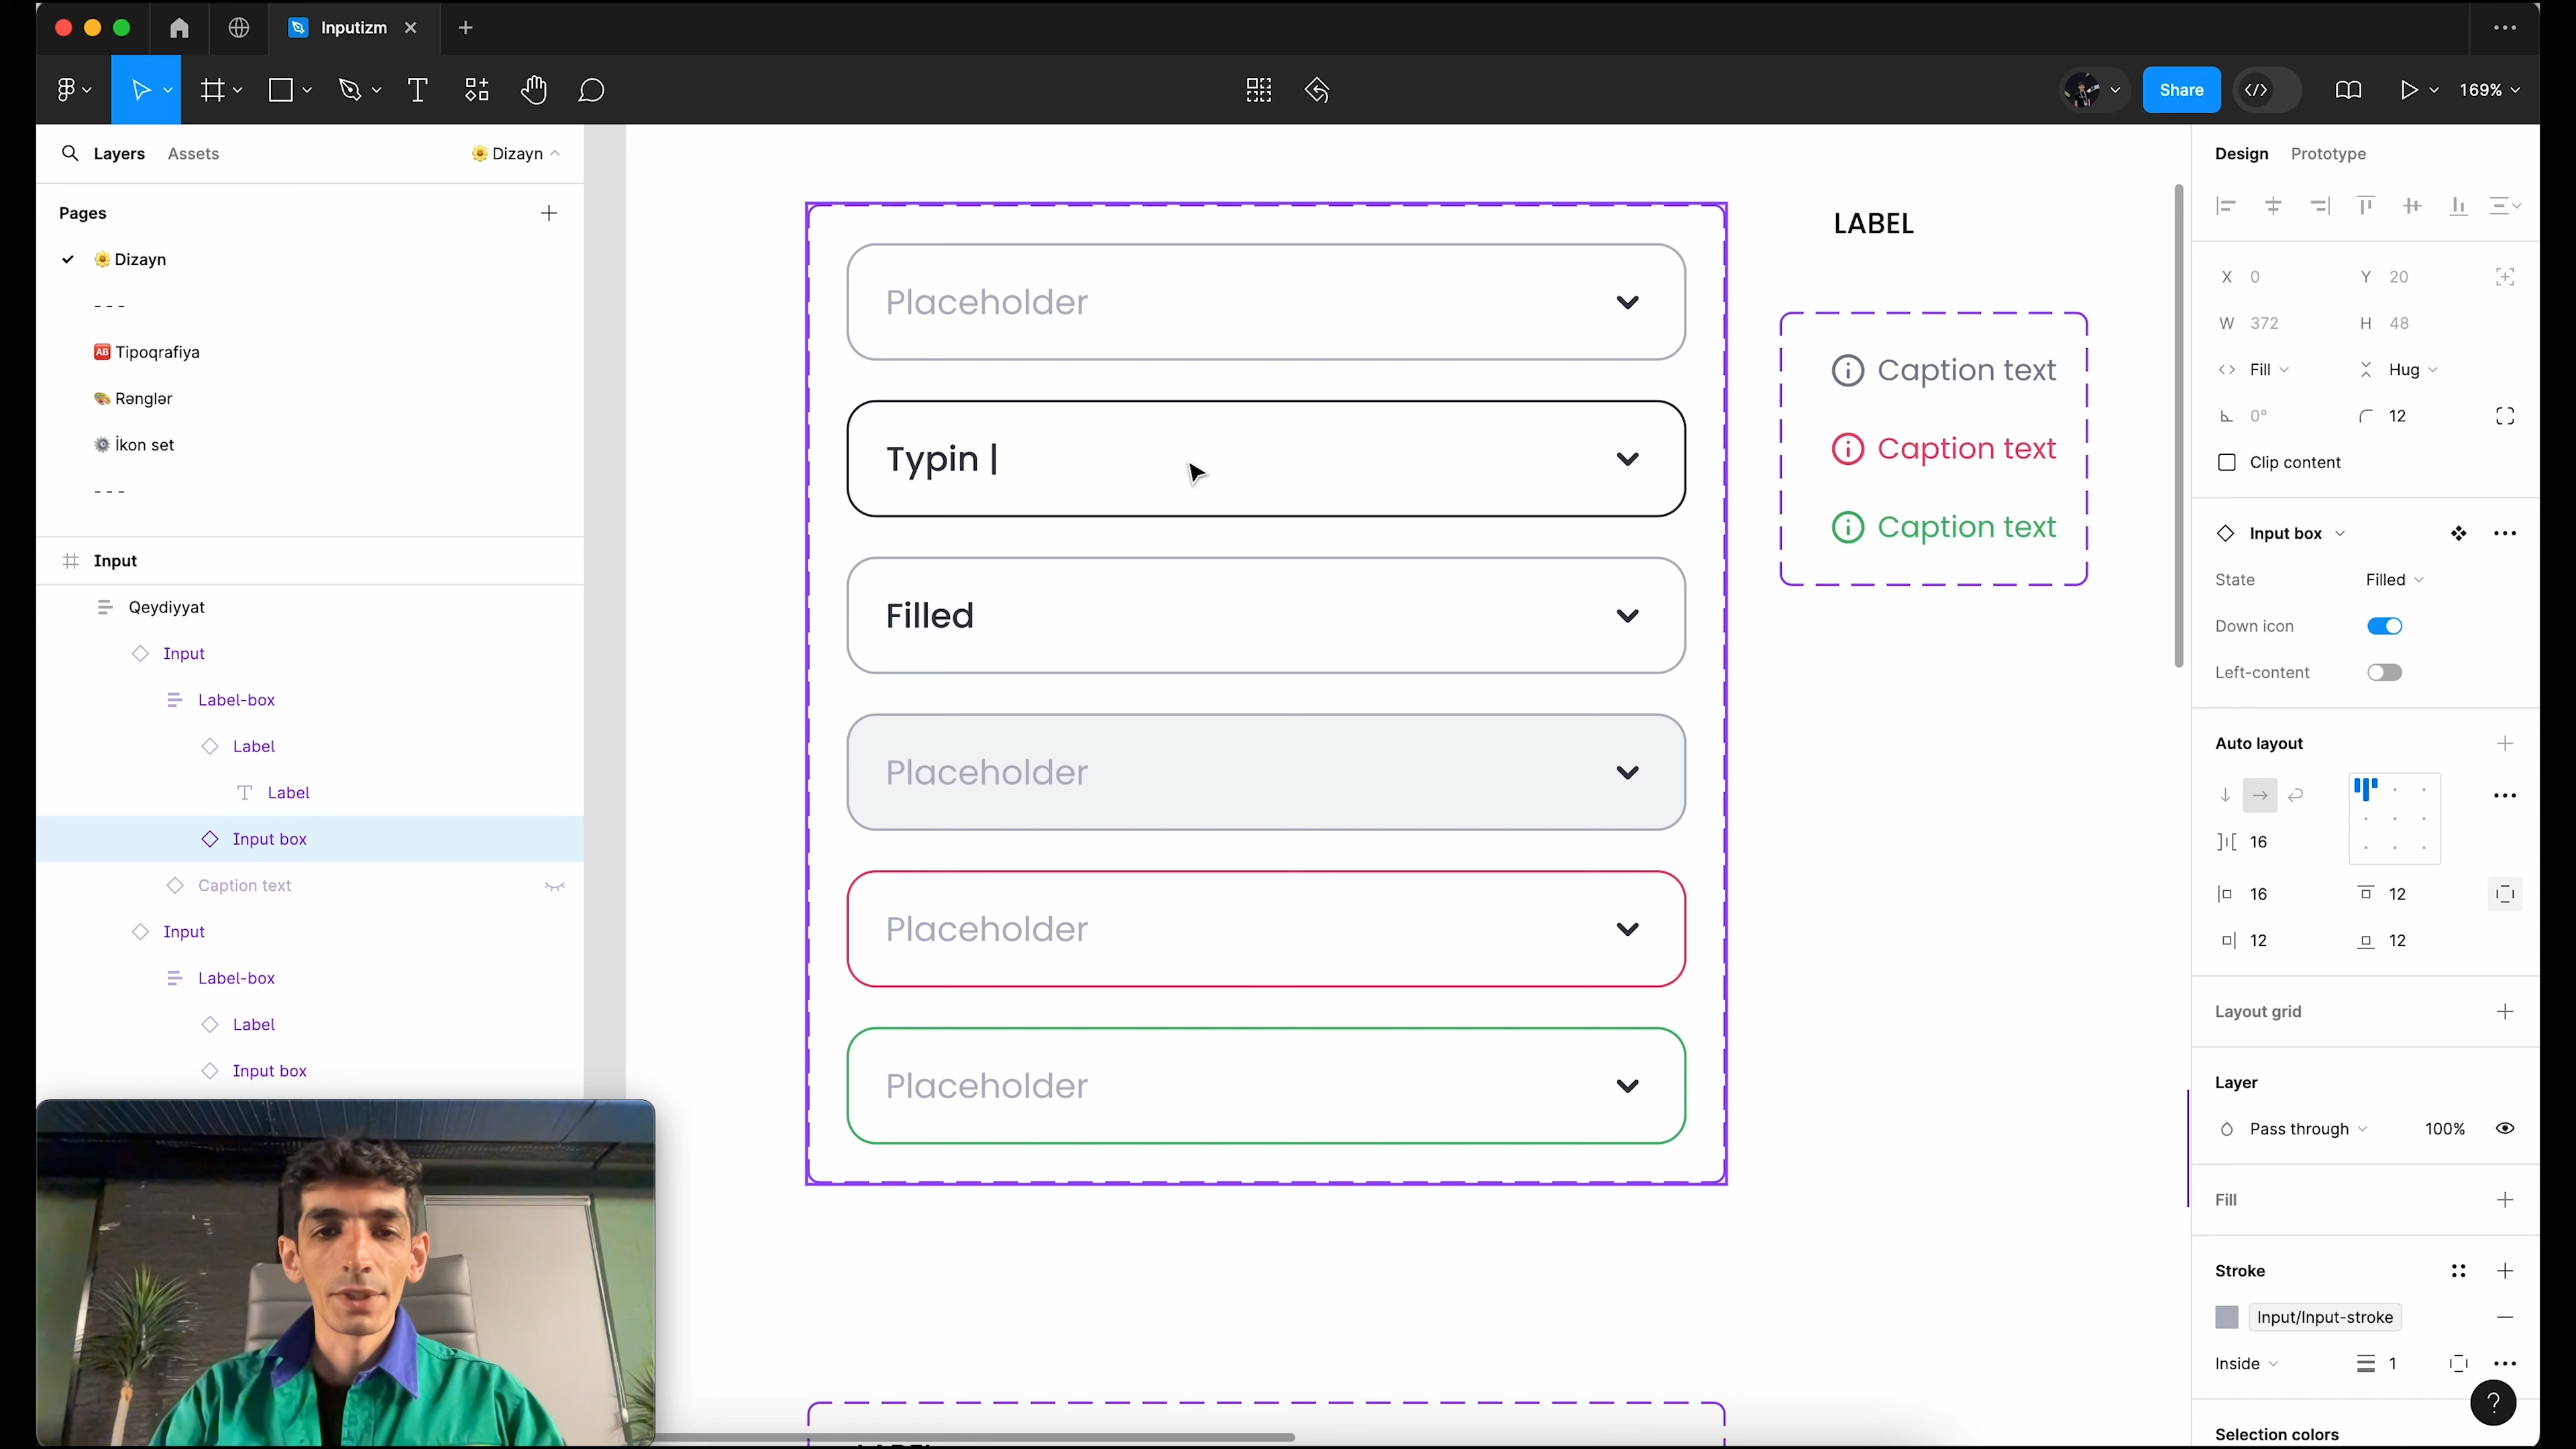 Inputizm
Share
169%
Layers
Assets
Dizayn
Pages
Dizayn
---
Tipoqrafiya
Rənglər
İkon set
---
Input
Qeydiyyat
Input
Label-box
Label
Label
Input box
Caption text
Input
Label-box
Label
Input box
Placeholder
Typin |
Filled
Placeholder
Placeholder
Placeholder
LABEL
Caption text
Caption text
Caption text
Design
Prototype
X 0
Y 20
W 372
H 48
Fill
Hug
0°
12
Clip content
Input box
State
Filled
Down icon
Left-content
Auto layout
16
16
12
12
12
Layout grid
Layer
Pass through
100%
Fill
Stroke
Input/Input-stroke
Inside
1
?
Selection colors